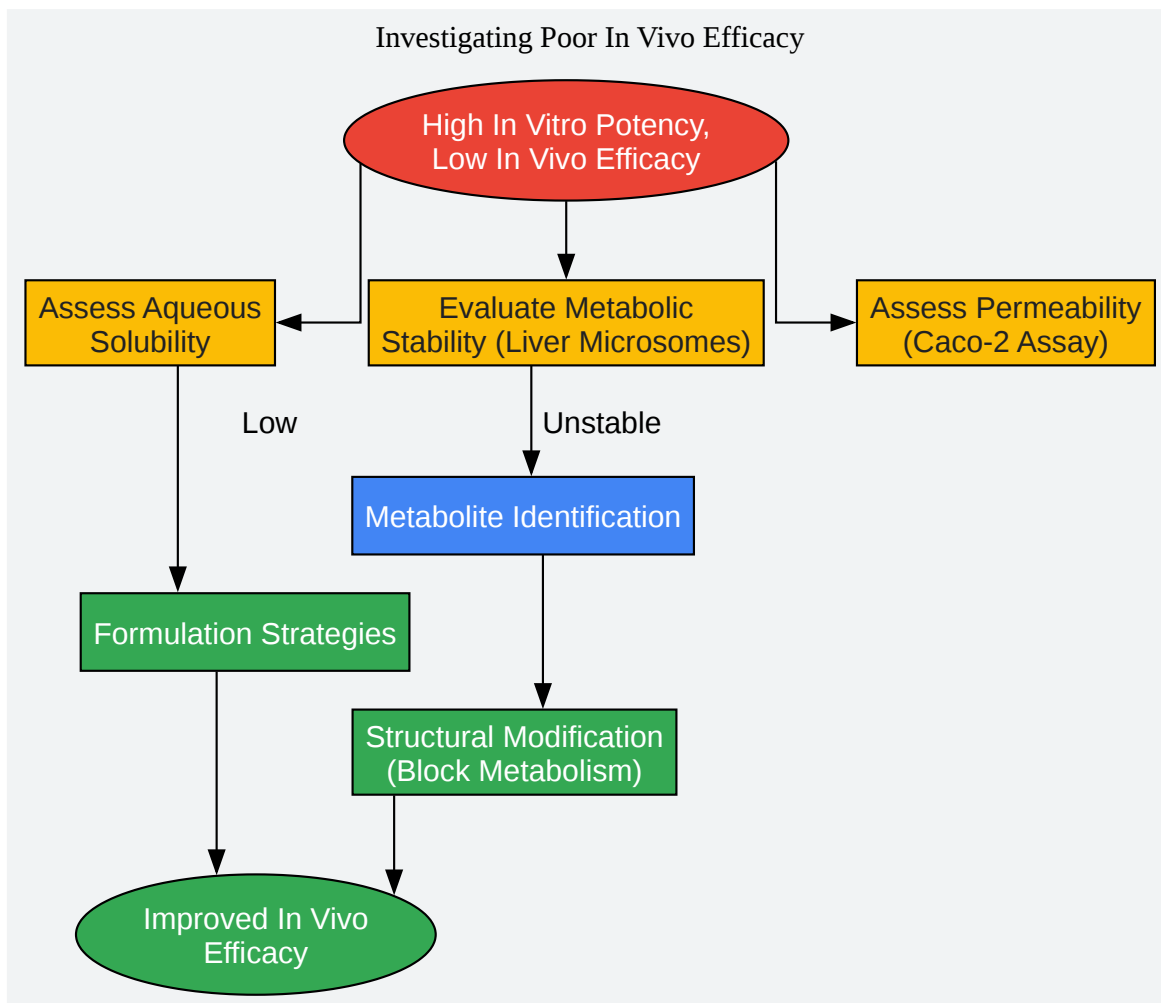 Investigating Poor In Vivo Efficacy
High In Vitro Potency,
Low In Vivo Efficacy
Assess Aqueous
Solubility
Evaluate Metabolic
Stability (Liver Microsomes)
Assess Permeability
(Caco-2 Assay)
Low
Unstable
Metabolite Identification
Formulation Strategies
Structural Modification
(Block Metabolism)
Improved In Vivo
Efficacy